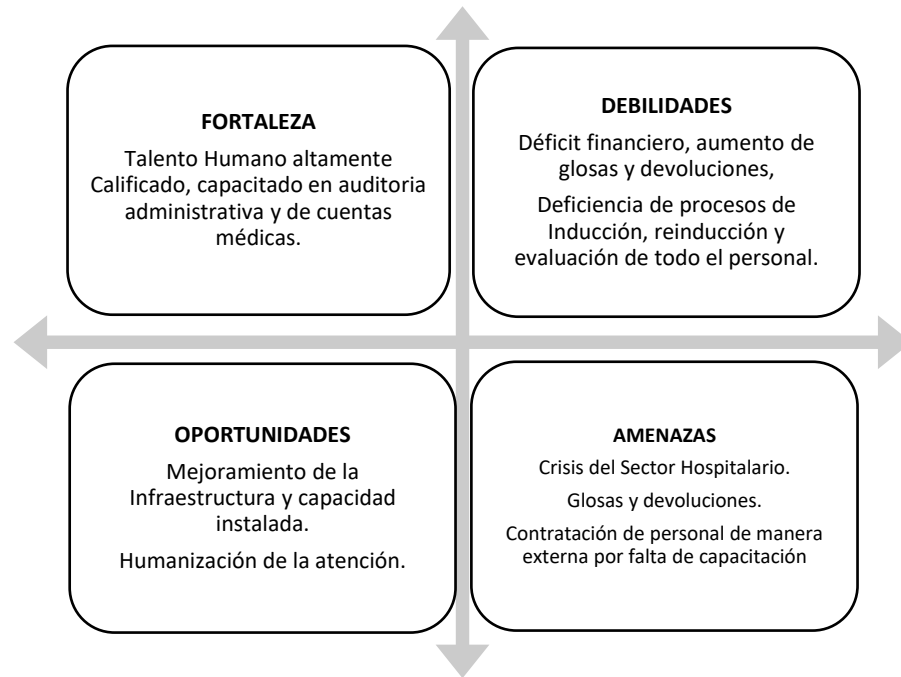 FORTALEZA
Talento Humano altamente
Calificado, capacitado en auditoria
administrativa y de cuentas
médicas.
DEBILIDADES
Déficit financiero, aumento de
glosas y devoluciones,
Deficiencia de procesos de
Inducción, reinducción y
evaluación de todo el personal.
OPORTUNIDADES
Mejoramiento de la
Infraestructura y capacidad
instalada.
Humanización de la atención.
AMENAZAS
Crisis del Sector Hospitalario.
Glosas y devoluciones.
Contratación de personal de manera
externa por falta de capacitación